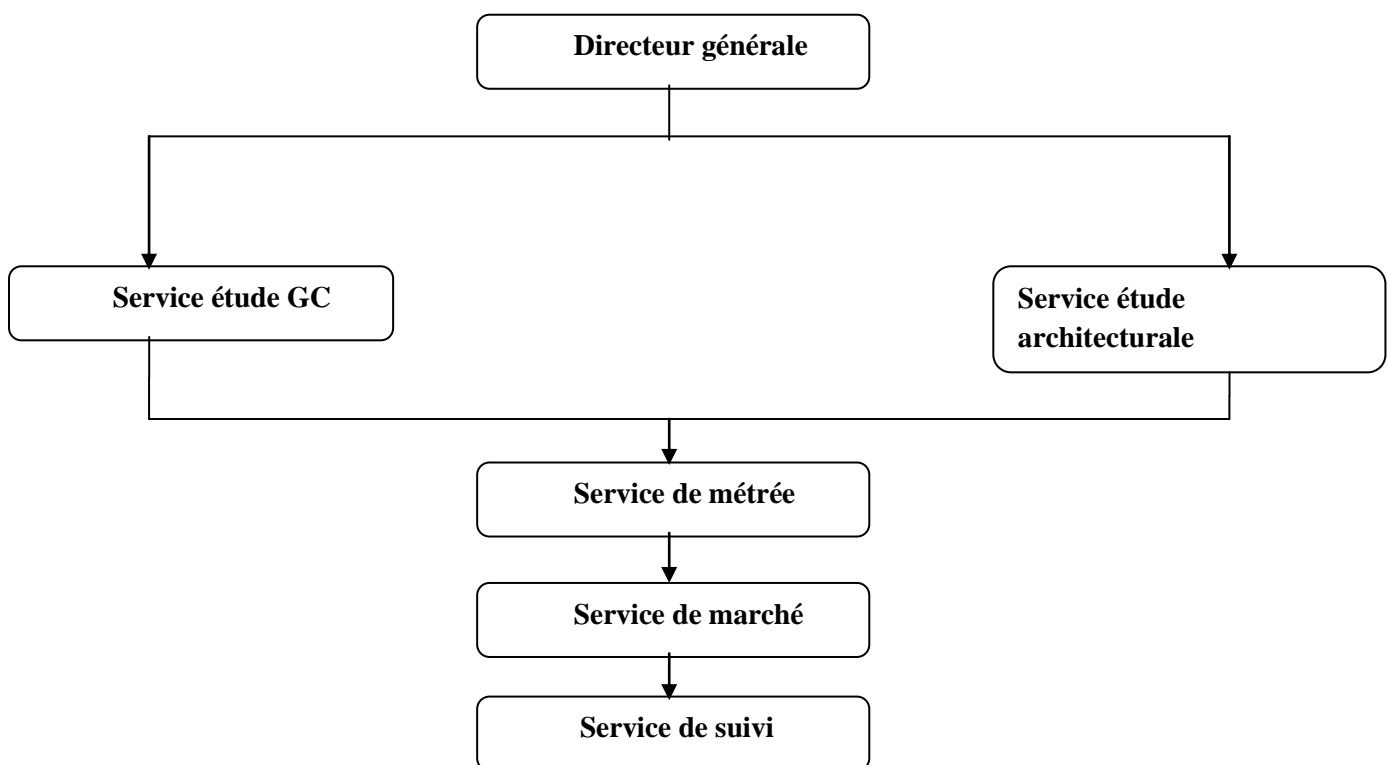 Directeur générale
Service étude GC
Service étude
architecturale
Service de métrée
Service de marché
Service de suivi